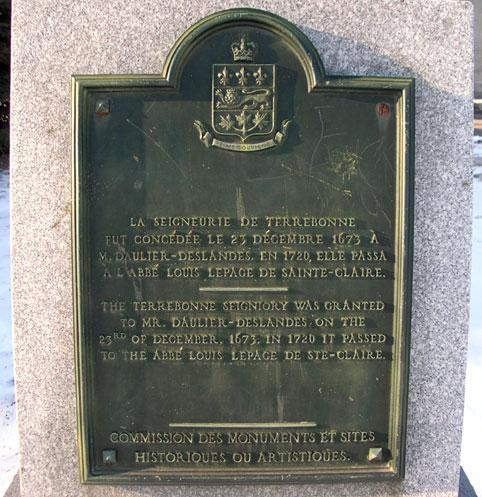 JE ME SOUVIENS
LA SEIGNEURIE DE TERREBONNE
FUT CONCÉDÉE LE 23 DÉCEMBRE 1673 À
M. DAULIER-DESLANDES. EN 1720, ELLE PASSA
À L'ABBÉ LOUIS LEPAGE DE SAINTE-CLAIRE.
THE TERREBONNE SEIGNIORY WAS GRANTED
TO MR. DAULIER-DESLANDES, ON THE
23RD OF DECEMBER, 1673. IN 1720 IT PASSED
TO THE ABBÉ LOUIS LEPAGE DE STE-CLAIRE.
COMMISSION DES MONUMENTS ET SITES
HISTORIQUES OU ARTISTIQUES.